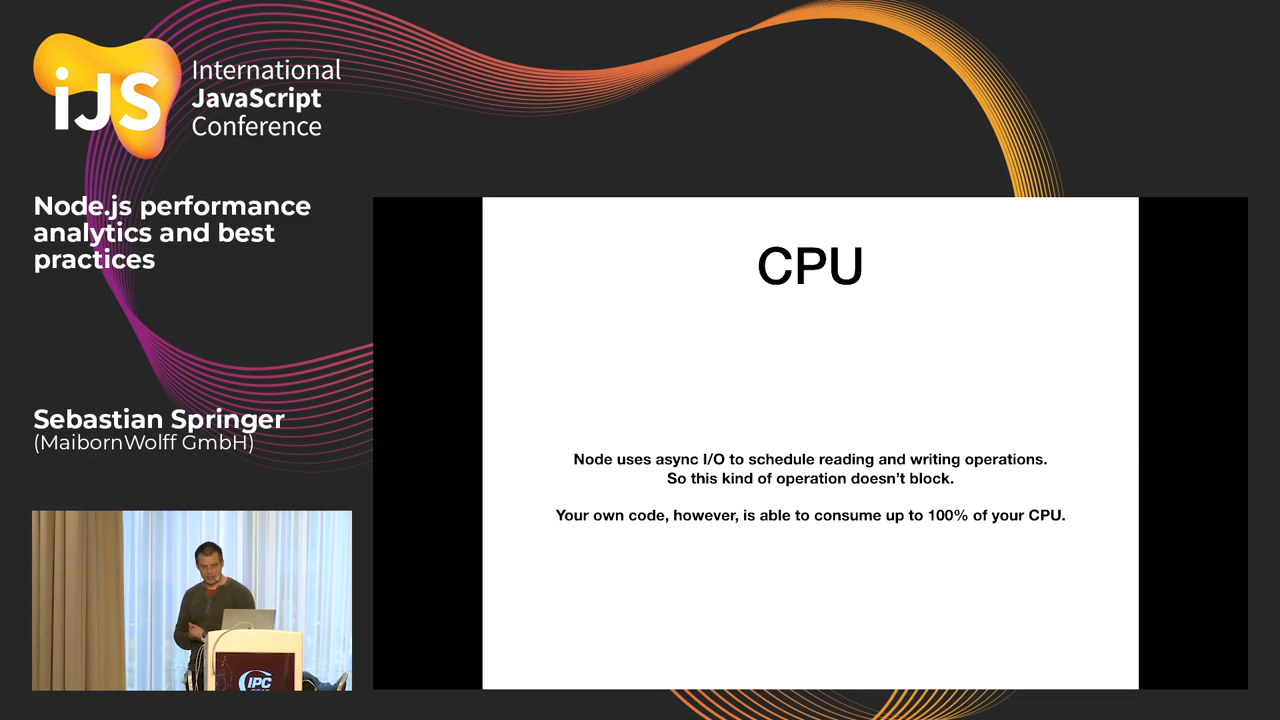 iJS
International
JavaScript
Conference
Node.js performance
analytics and best
practices
Sebastian Springer
(MaibornWolff GmbH)
CPU
Node uses async I/O to schedule reading and writing operations.
So this kind of operation doesn’t block.
Your own code, however, is able to consume up to 100% of your CPU.
IPC